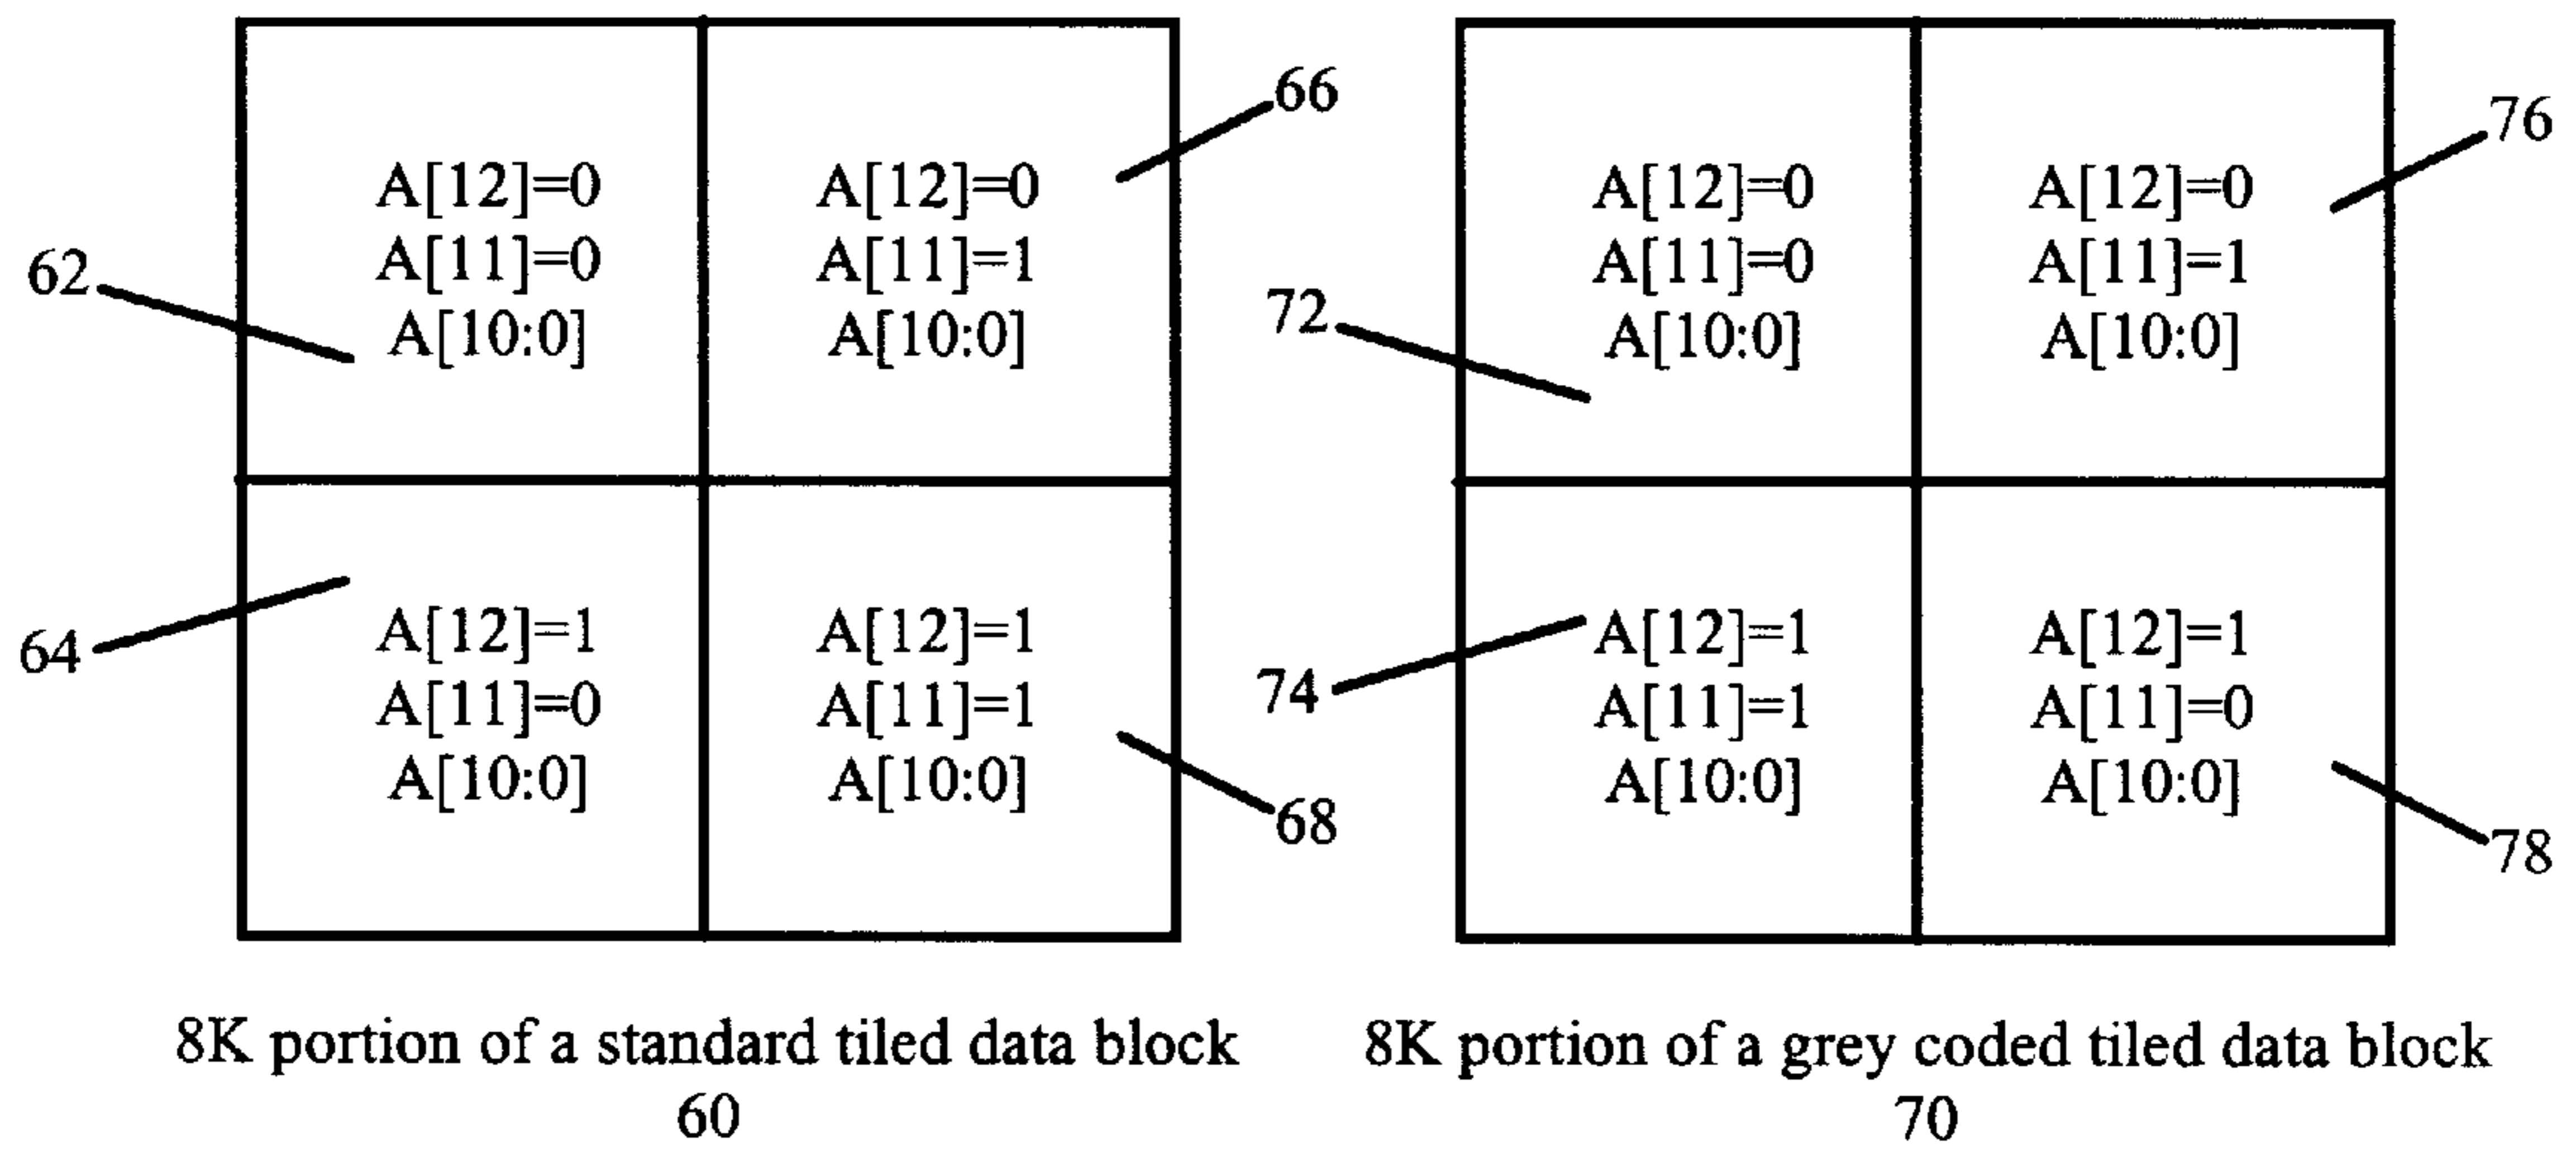 66
A[12]=0
A[11]=0
A[10:0]
A[12]=0
A[11]=1
A[10:0]
62
64
A[12]=1
A[11]=0
A[10:0]
A[12]=1
A[11]=1
A[10:0]
68
8K portion of a standard tiled data block
60
76
A[12]=0
A[11]=0
A[10:0]
A[12]=0
A[11]=1
A[10:0]
72
74
A[12]=1
A[11]=1
A[10:0]
A[12]=1
A[11]=0
A[10:0]
78
8K portion of a grey coded tiled data block
70